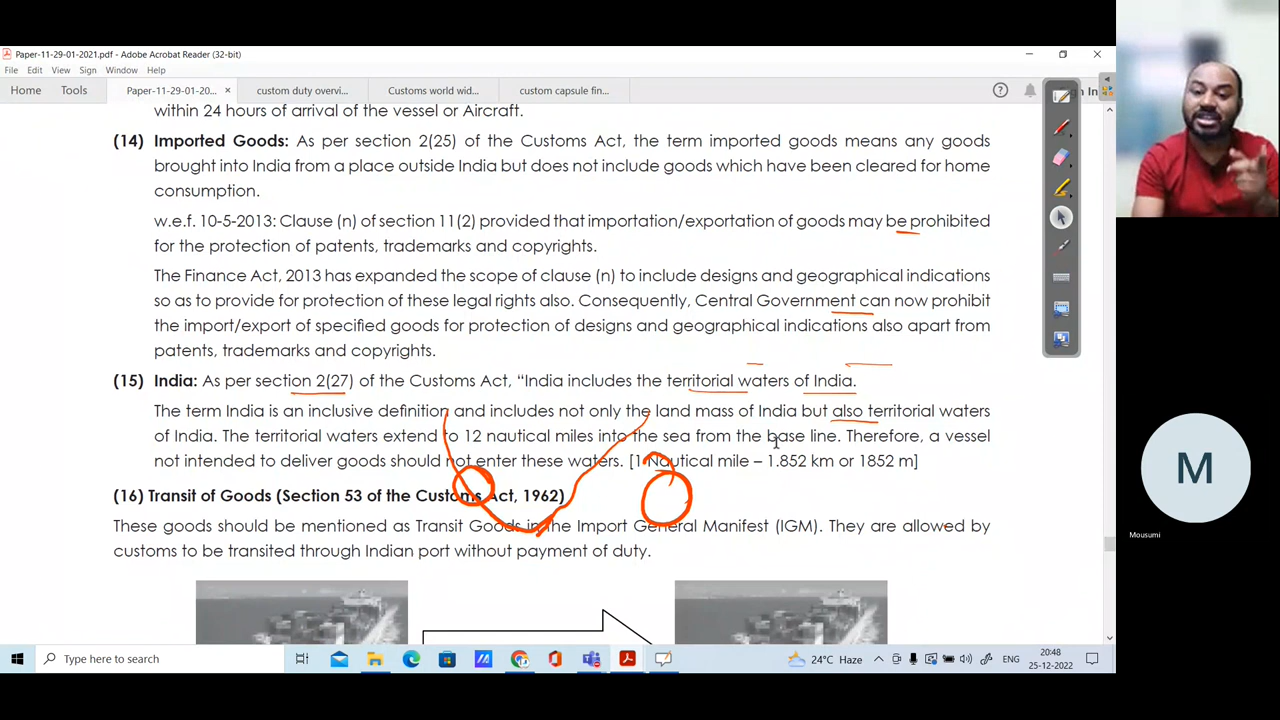 Paper-11-29-01-2021.pdf - Adobe Acrobat Reader (32-bit)
File Edit View Sign Window Help
Home Tools Paper-11-29-01-20... × custom duty overvi... Customs world wid... custom capsule fin... In
within 24 hours of arrival of the vessel or Aircraft.
(14) Imported Goods: As per section 2(25) of the Customs Act, the term imported goods means any goods
brought into India from a place outside India but does not include goods which have been cleared for home
consumption.
w.e.f. 10-5-2013: Clause (n) of section 11(2) provided that importation/exportation of goods may be prohibited
for the protection of patents, trademarks and copyrights.
The Finance Act, 2013 has expanded the scope of clause (n) to include designs and geographical indications
so as to provide for protection of these legal rights also. Consequently, Central Government can now prohibit
the import/export of specified goods for protection of designs and geographical indications also apart from
patents, trademarks and copyrights.
(15) India: As per section 2(27) of the Customs Act, “India includes the territorial waters of India.
The term India is an inclusive definition and includes not only the land mass of India but also territorial waters
of India. The territorial waters extend to 12 nautical miles into the sea from the base line. Therefore, a vessel
not intended to deliver goods should not enter these waters. [1 Nautical mile – 1.852 km or 1852 m]
(16) Transit of Goods (Section 53 of the Customs Act, 1962)
These goods should be mentioned as Transit Goods in the Import General Manifest (IGM). They are allowed by
customs to be transited through Indian port without payment of duty.
M
Mousumi
Type here to search
24°C Haze
ENG
20:48
25-12-2022